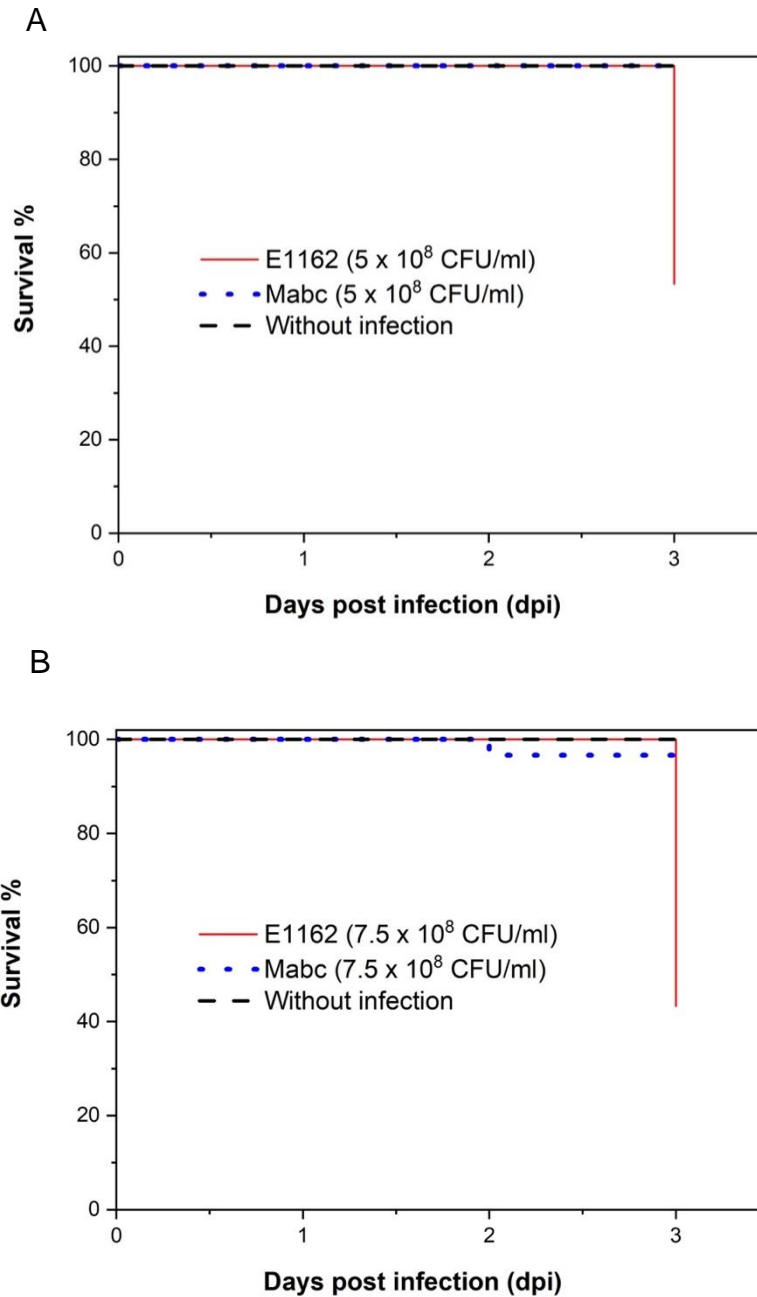 A
100
80
60
40
20
0
Survival %
E1162 (5 x 10⁸ CFU/ml)
Mabc (5 x 10⁸ CFU/ml)
Without infection
0 1 2 3
Days post infection (dpi)
B
100
80
60
40
20
0
Survival %
E1162 (7.5 x 10⁸ CFU/ml)
Mabc (7.5 x 10⁸ CFU/ml)
Without infection
0 1 2 3
Days post infection (dpi)